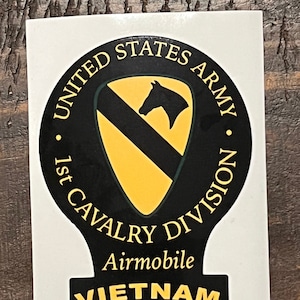 • UNITED STATES ARMY •
1st CAVALRY DIVISION
Airmobile
VIETNAM